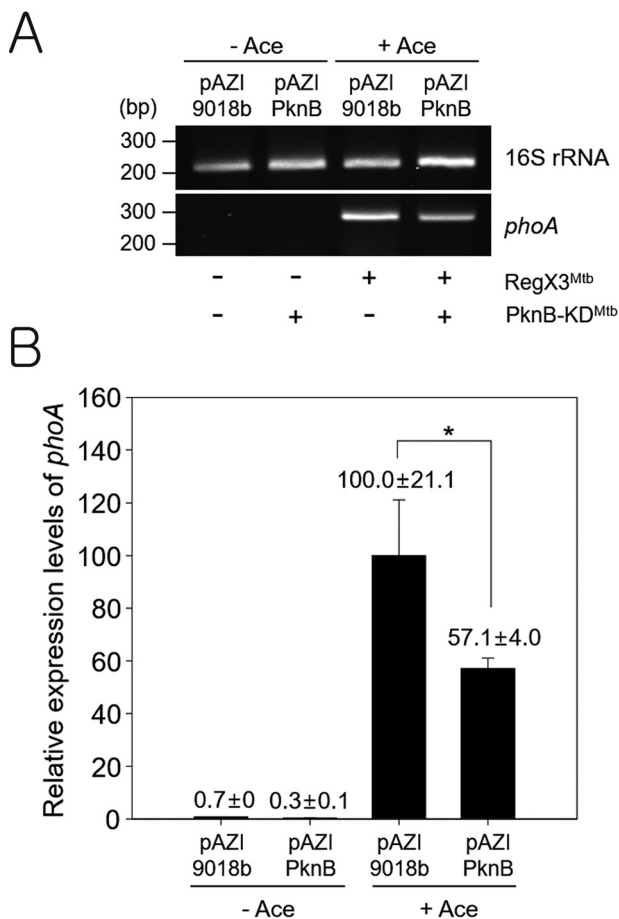 A
- Ace + Ace
pAZI pAZI pAZI pAZI
(bp) 9018b PknB 9018b PknB
300
200
16S rRNA
300
200
phoA
- - + + RegX3Mtb
- + - + PknB-KDMtb
B
Relative expression levels of phoA
160
140
120
100
80
60
40
20
0
*
100.0±21.1
57.1±4.0
0.7±0 0.3±0.1
pAZI pAZI pAZI pAZI
9018b PknB 9018b PknB
- Ace + Ace